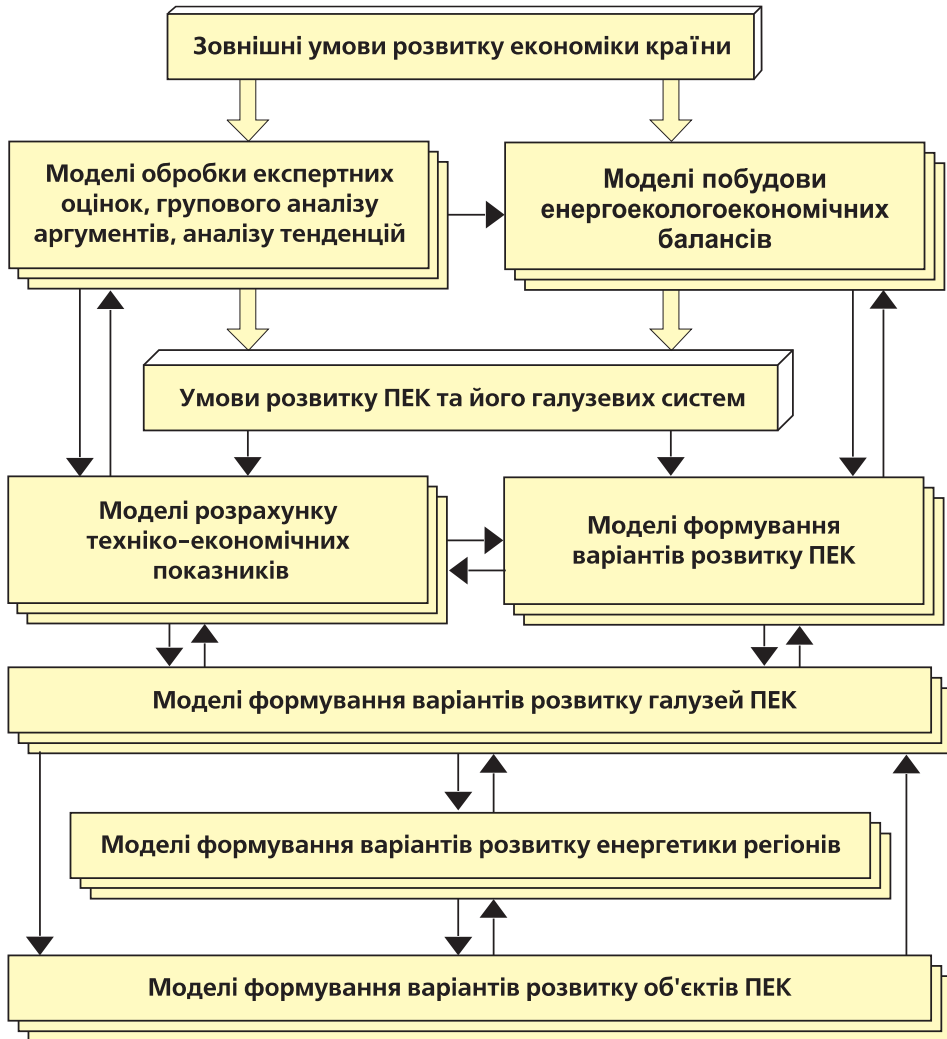 Зовнішні умови розвитку економіки країни
Моделі обробки експертних
оцінок, групового аналізу
аргументів, аналізу тенденцій
Моделі побудови
енергоекологоекономічних
балансів
Умови розвитку ПЕК та його галузевих систем
Моделі розрахунку
техніко-економічних
показників
Моделі формування
варіантів розвитку ПЕК
Моделі формування варіантів розвитку галузей ПЕК
Моделі формування варіантів розвитку енергетики регіонів
Моделі формування варіантів розвитку об'єктів ПЕК